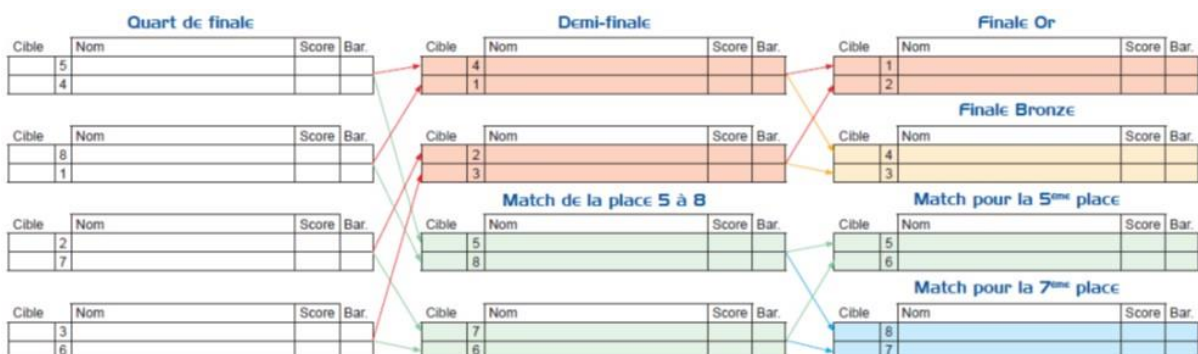 Quart de finale
Demi-finale
Finale Or
Cible Nom Score Bar.
Cible Nom Score Bar.
Cible Nom Score Bar.
5
4
1
4
1
2
Finale Bronze
Cible Nom Score Bar.
Cible Nom Score Bar.
Cible Nom Score Bar.
8
2
4
1
3
3
Match de la place 5 à 8
Match pour la 5ème place
Cible Nom Score Bar.
Cible Nom Score Bar.
Cible Nom Score Bar.
2
5
5
7
8
6
Match pour la 7ème place
Cible Nom Score Bar.
Cible Nom Score Bar.
Cible Nom Score Bar.
3
7
8
6
6
7